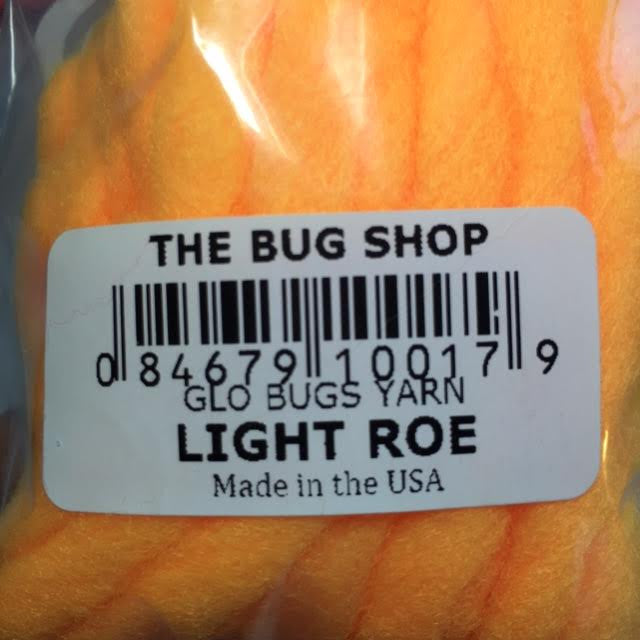 THE BUG SHOP
0 84679 10017 9
GLO BUGS YARN
LIGHT ROE
Made in the USA